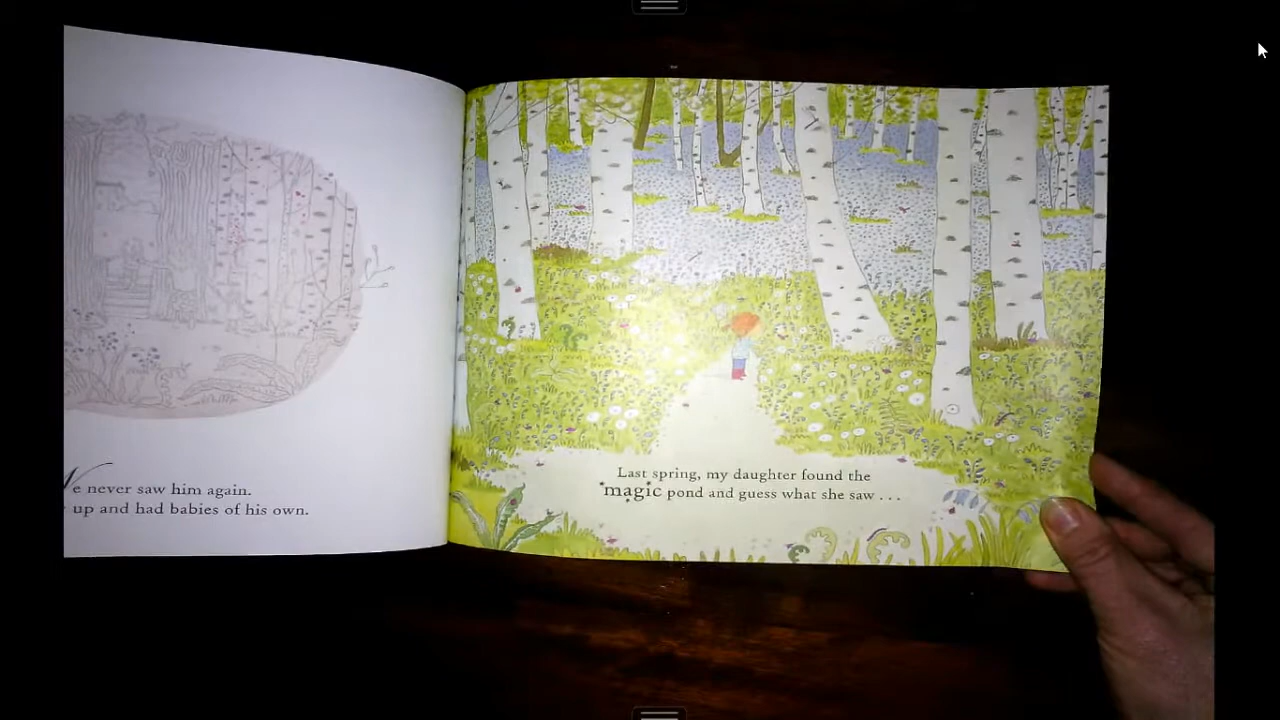 We never saw him again.
up and had babies of his own.
Last spring, my daughter found the
magic pond and guess what she saw . . .